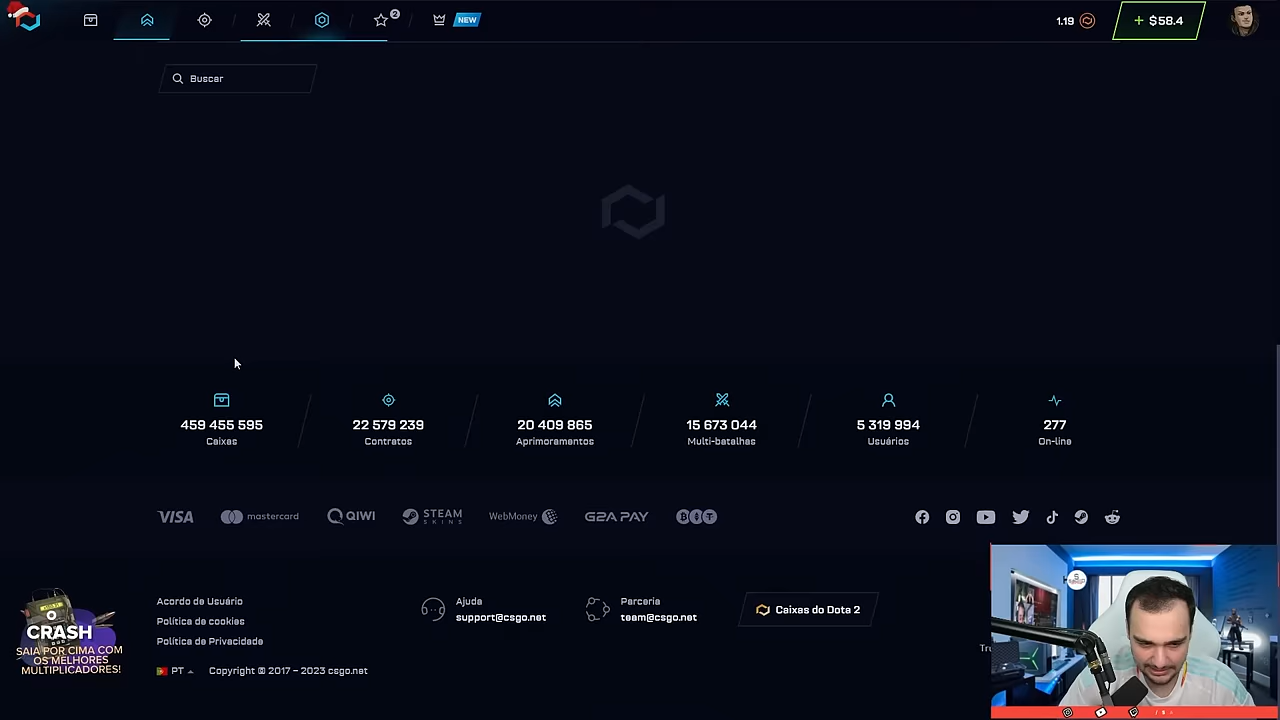 2
NEW
1.19
+ $58.4
Buscar
459 455 595
Caixas
22 579 239
Contratos
20 409 865
Aprimoramentos
15 673 044
Multi-batalhas
5 319 994
Usuários
277
On-line
VISA
mastercard
QIWI
STEAM
SKINS
WebMoney
G2A PAY
Acordo de Usuário
Política de cookies
Política de Privacidade
Ajuda
support@csgo.net
Parceria
team@csgo.net
Caixas do Dota 2
CRASH
SAIA POR CIMA COM
OS MELHORES
MULTIPLICADORES!
PT
Copyright © 2017 – 2023 csgo.net